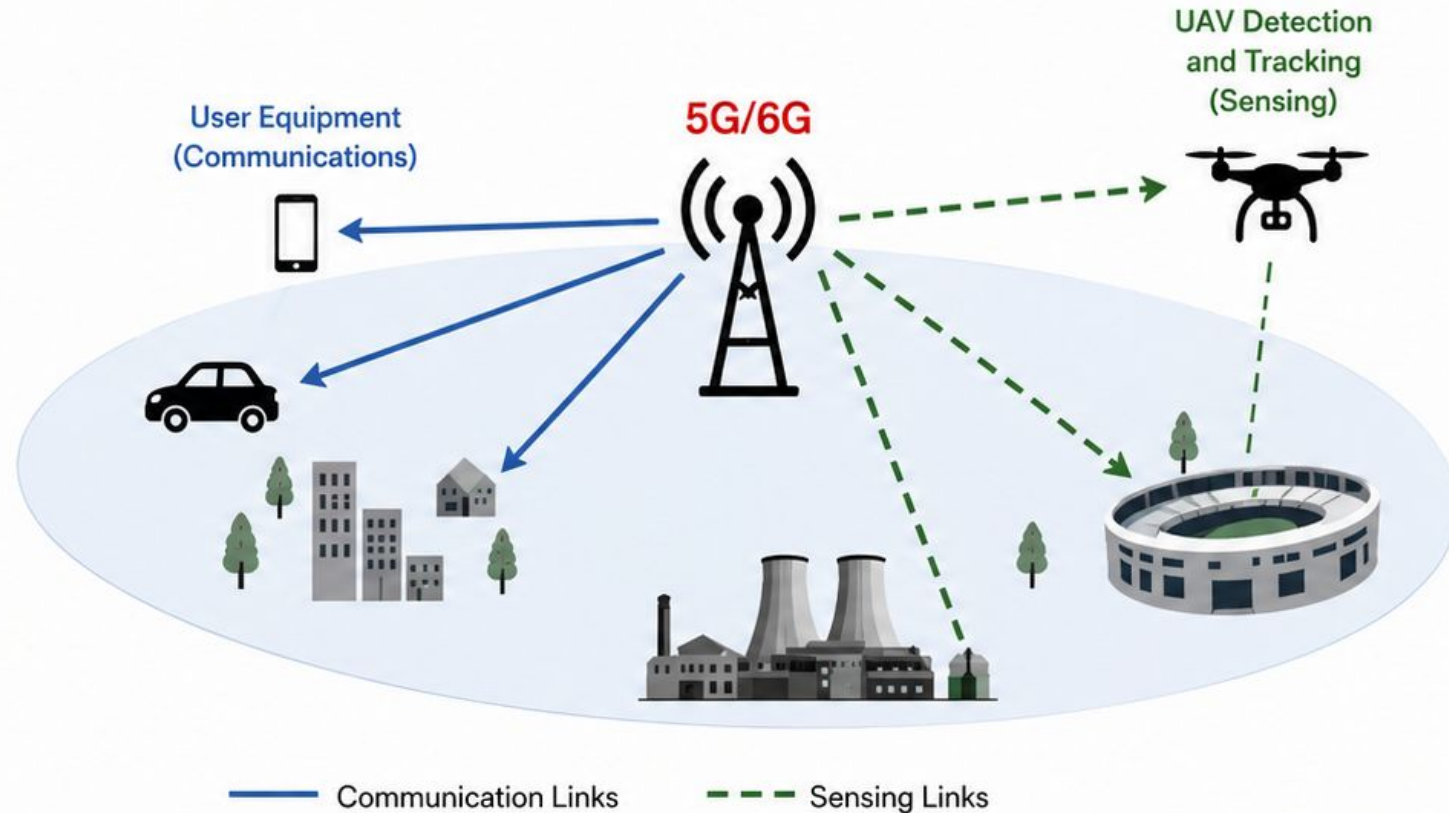 UAV Detection
and Tracking
(Sensing)
User Equipment
(Communications)
5G/6G
Communication Links
Sensing Links